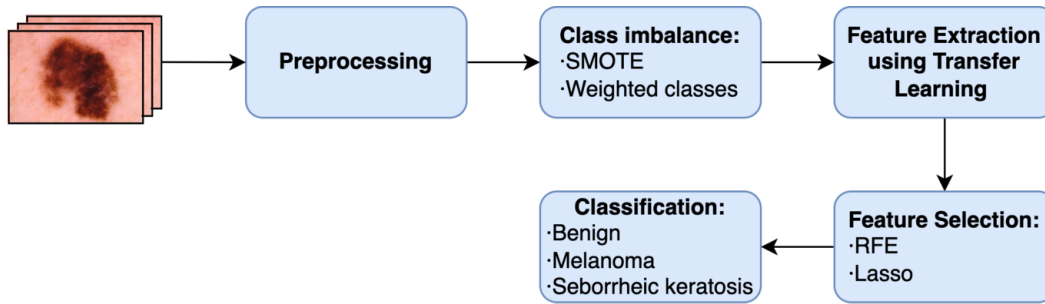 Preprocessing
Class imbalance:
·SMOTE
·Weighted classes
Feature Extraction
using Transfer
Learning
Feature Selection:
·RFE
·Lasso
Classification:
·Benign
·Melanoma
·Seborrheic keratosis